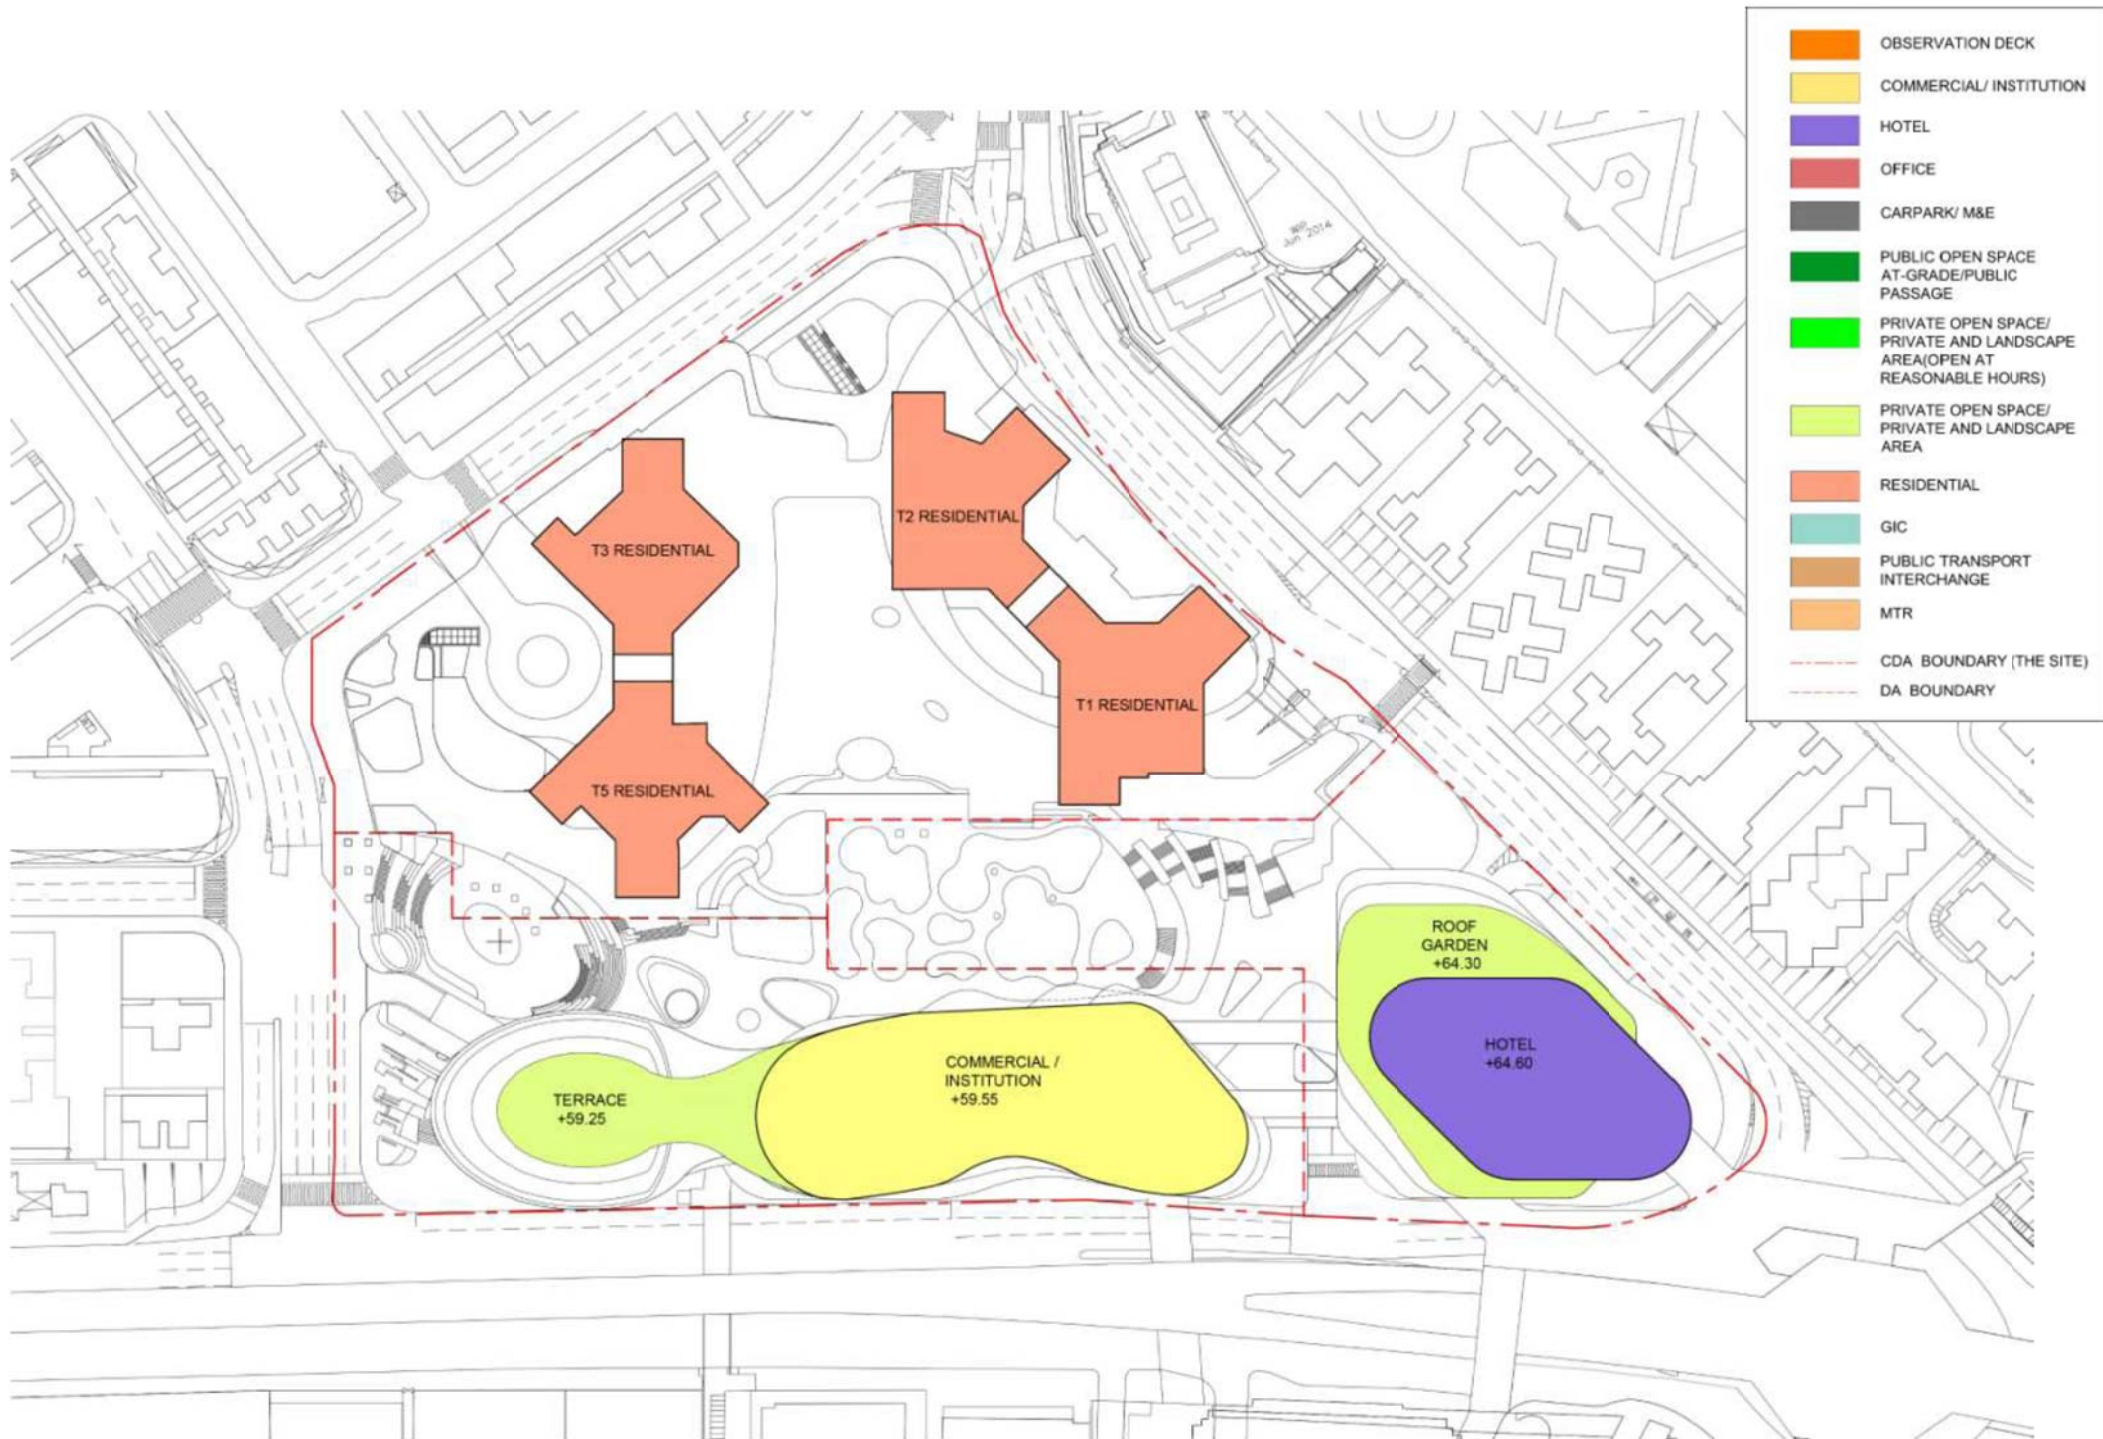 OBSERVATION DECK
COMMERCIAL/ INSTITUTION
HOTEL
OFFICE
CARPARK/ M&E
PUBLIC OPEN SPACE
AT-GRADE/PUBLIC
PASSAGE
PRIVATE OPEN SPACE/
PRIVATE AND LANDSCAPE
AREA(OPEN AT
REASONABLE HOURS)
PRIVATE OPEN SPACE/
PRIVATE AND LANDSCAPE
AREA
RESIDENTIAL
GIC
PUBLIC TRANSPORT
INTERCHANGE
MTR
CDA BOUNDARY (THE SITE)
DA BOUNDARY
WIP
Jun 2014
T2 RESIDENTIAL
T3 RESIDENTIAL
T1 RESIDENTIAL
T5 RESIDENTIAL
ROOF
GARDEN
+64.30
HOTEL
+64.60
COMMERCIAL /
INSTITUTION
+59.55
TERRACE
+59.25